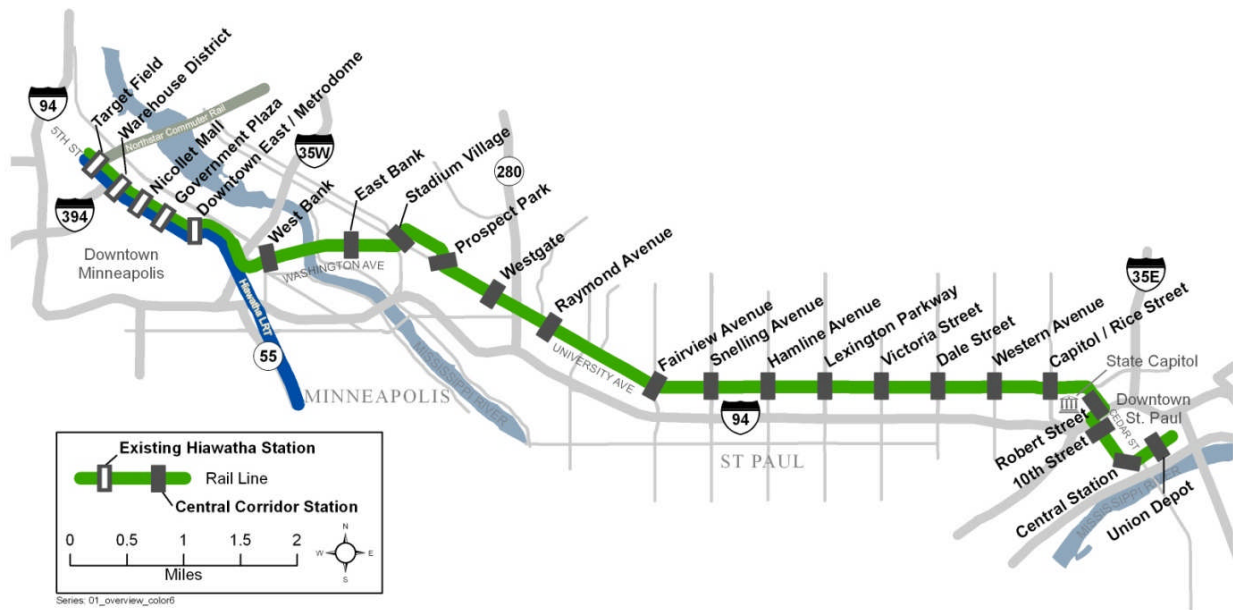 94
Target Field
Warehouse District
Nicollet Mall
Government Plaza
Downtown East / Metrodome
5TH ST
Northstar Commuter Rail
35W
394
Downtown
Minneapolis
West Bank
East Bank
Stadium Village
Prospect Park
280
Westgate
Raymond Avenue
WASHINGTON AVE
Hiawatha LRT
55
MINNEAPOLIS
MISSISSIPPI RIVER
UNIVERSITY AVE
Fairview Avenue
Snelling Avenue
Hamline Avenue
Lexington Parkway
Victoria Street
Dale Street
Western Avenue
Capitol / Rice Street
35E
State Capitol
Downtown
St. Paul
94
ST PAUL
CEDAR ST
Robert Street
10th Street
Central Station
Union Depot
MISSISSIPPI RIVER
Existing Hiawatha Station
Rail Line
Central Corridor Station
0 0.5 1 1.5 2
Miles
N
W E
S
Series: 01_overview_color6